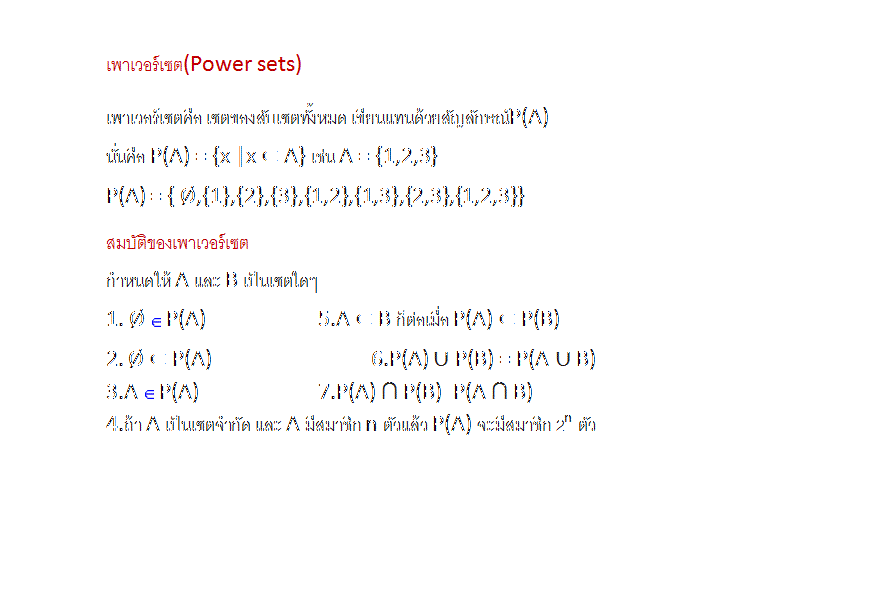 เพาเวอร์เซต(Power sets)
เพาเวอร์เซตคือ เซตของสับเซตทั้งหมด เขียนแทนด้วยสัญลักษณ์P(A)
นั่นคือ P(A) = {x | x ⊂ A} เช่น A = {1,2,3}
P(A) = { ∅,{1},{2},{3},{1,2},{1,3},{2,3},{1,2,3}}
สมบัติของเพาเวอร์เซต
กำหนดให้ A และ B เป็นเซตใดๆ
1. ∅ ∈ P(A) 5.A ⊂ B ก็ต่อเมื่อ P(A) ⊂ P(B)
2. ∅ ⊂ P(A) 6.P(A) ∪ P(B) = P(A ∪ B)
3.A ∈ P(A) 7.P(A) ∩ P(B) P(A ∩ B)
4.ถ้า A เป็นเซตจำกัด และ A มีสมาชิก n ตัวแล้ว P(A) จะมีสมาชิก 2ⁿ ตัว